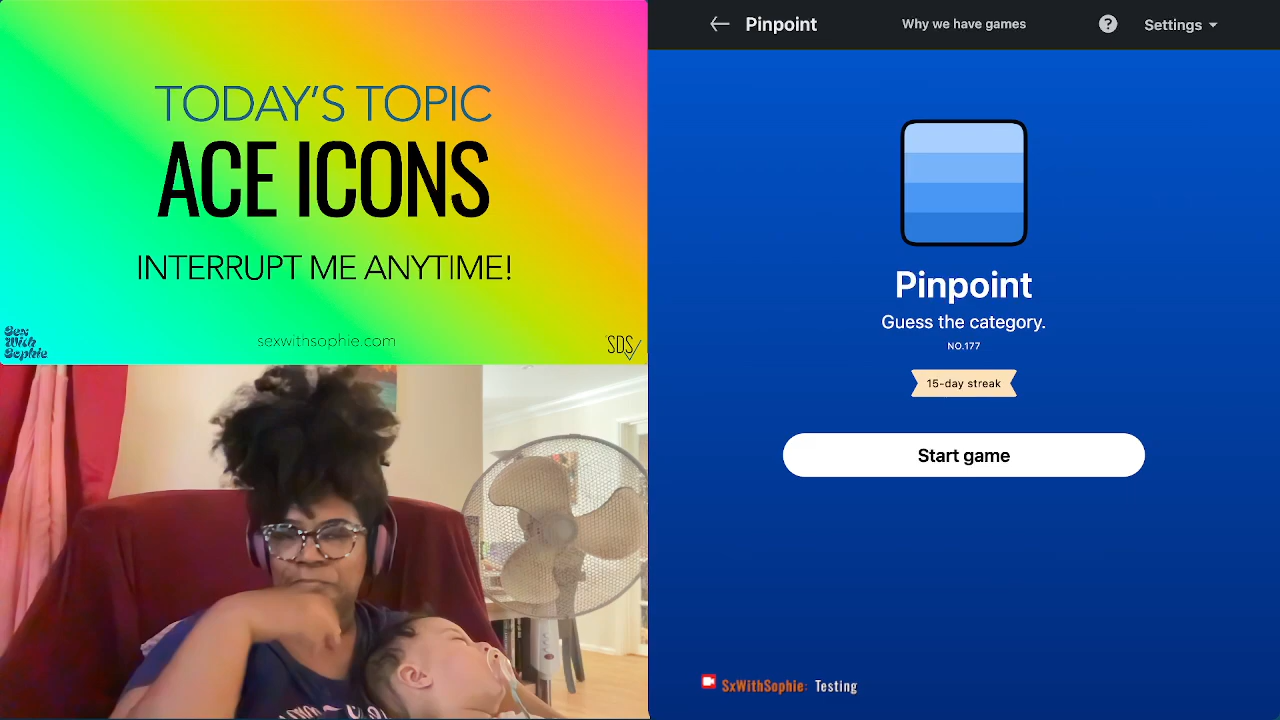 TODAY'S TOPIC
ACE ICONS
INTERRUPT ME ANYTIME!
Sex
With
Sophie
sexwithsophie.com
SDS
Pinpoint
Why we have games
?
Settings
Pinpoint
Guess the category.
NO.177
15-day streak
Start game
SxWithSophie: Testing